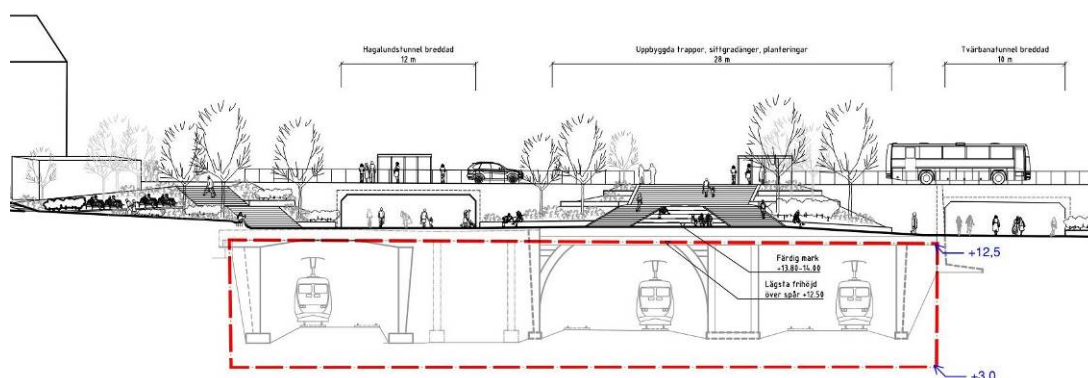 Hagalundstunnel breddad
12 m
Uppbyggda trappor, sittgradänger, planteringar
28 m
Tvärbanatunnel breddad
10 m
+12,5
Färdig mark
+13.80-14.00
Lägsta frihöjd
över spår +12.50
+3,0